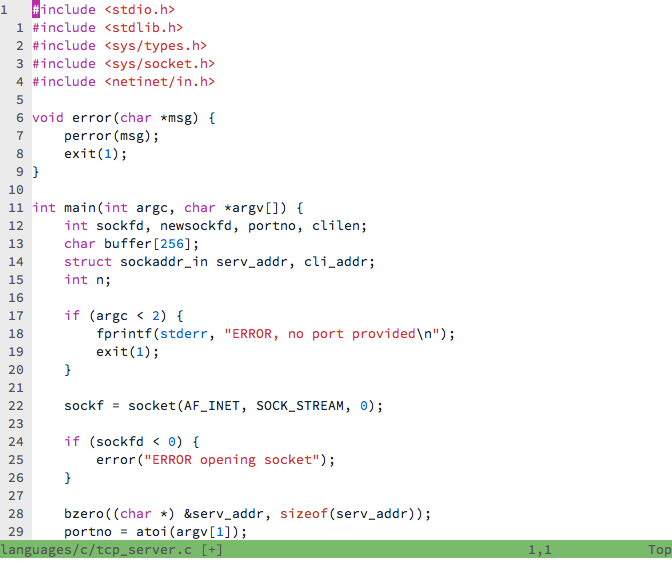 1 #include <stdio.h>
1 #include <stdlib.h>
2 #include <sys/types.h>
3 #include <sys/socket.h>
4 #include <netinet/in.h>
5
6 void error(char *msg) {
7     perror(msg);
8     exit(1);
9 }
10
11 int main(int argc, char *argv[]) {
12     int sockfd, newsockfd, portno, clilen;
13     char buffer[256];
14     struct sockaddr_in serv_addr, cli_addr;
15     int n;
16
17     if (argc < 2) {
18         fprintf(stderr, "ERROR, no port provided\n");
19         exit(1);
20     }
21
22     sockf = socket(AF_INET, SOCK_STREAM, 0);
23
24     if (sockfd < 0) {
25         error("ERROR opening socket");
26     }
27
28     bzero((char *) &serv_addr, sizeof(serv_addr));
29     portno = atoi(argv[1]);
languages/c/tcp_server.c [+] 1,1 Top